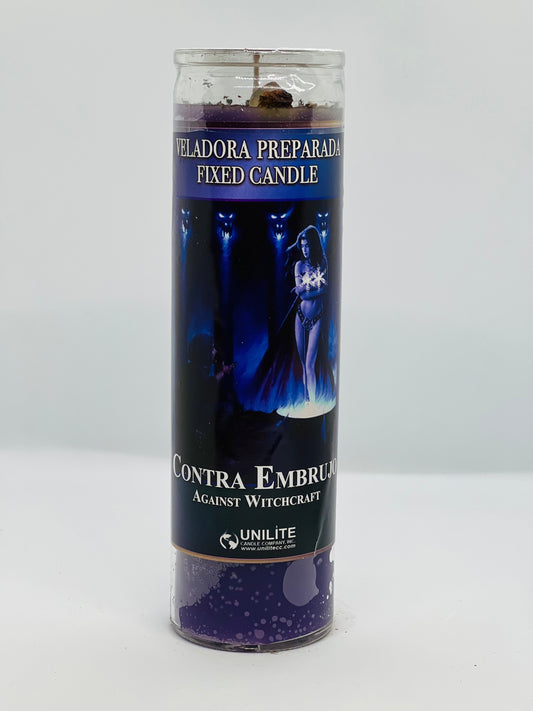 VELADORA PREPARADA
FIXED CANDLE
CONTRA EMBRUJO
AGAINST WITCHCRAFT
UNILITE
CANDLE COMPANY, INC.
www.unilitecc.com